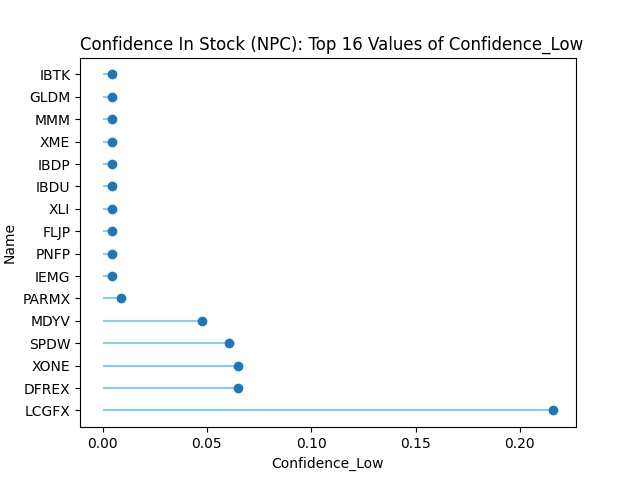 Confidence In Stock (NPC): Top 16 Values of Confidence_Low
IBTK
GLDM
MMM
XME
IBDP
IBDU
XLI
FLJP
PNFP
IEMG
PARMX
MDYV
SPDW
XONE
DFREX
LCGFX
Name
0.00 0.05 0.10 0.15 0.20
Confidence_Low